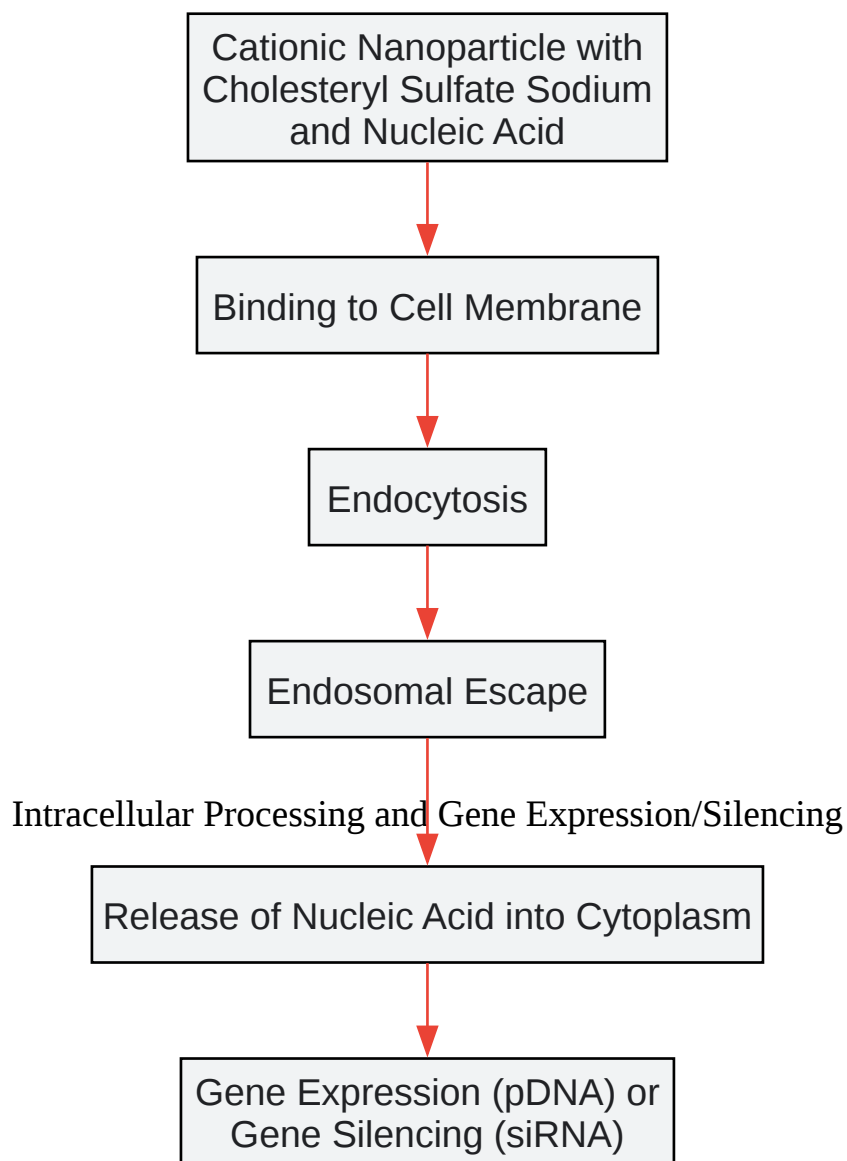 Cationic Nanoparticle with
Cholesteryl Sulfate Sodium
and Nucleic Acid
Binding to Cell Membrane
Endocytosis
Endosomal Escape
Intracellular Processing and Gene Expression/Silencing
Release of Nucleic Acid into Cytoplasm
Gene Expression (pDNA) or
Gene Silencing (siRNA)